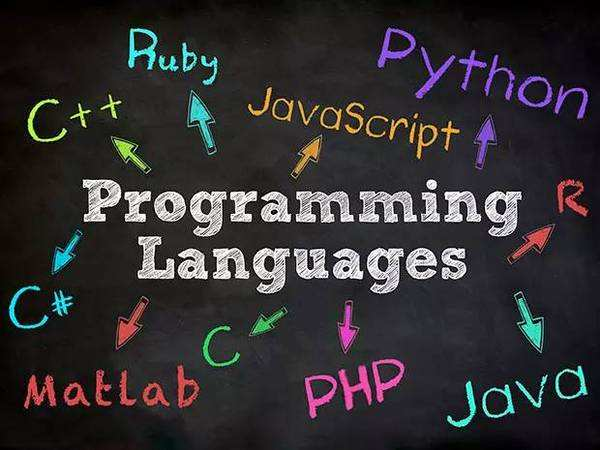 Ruby
Python
C++
JavaScript
Programming
Languages
R
C#
C
Matlab
PHP
Java